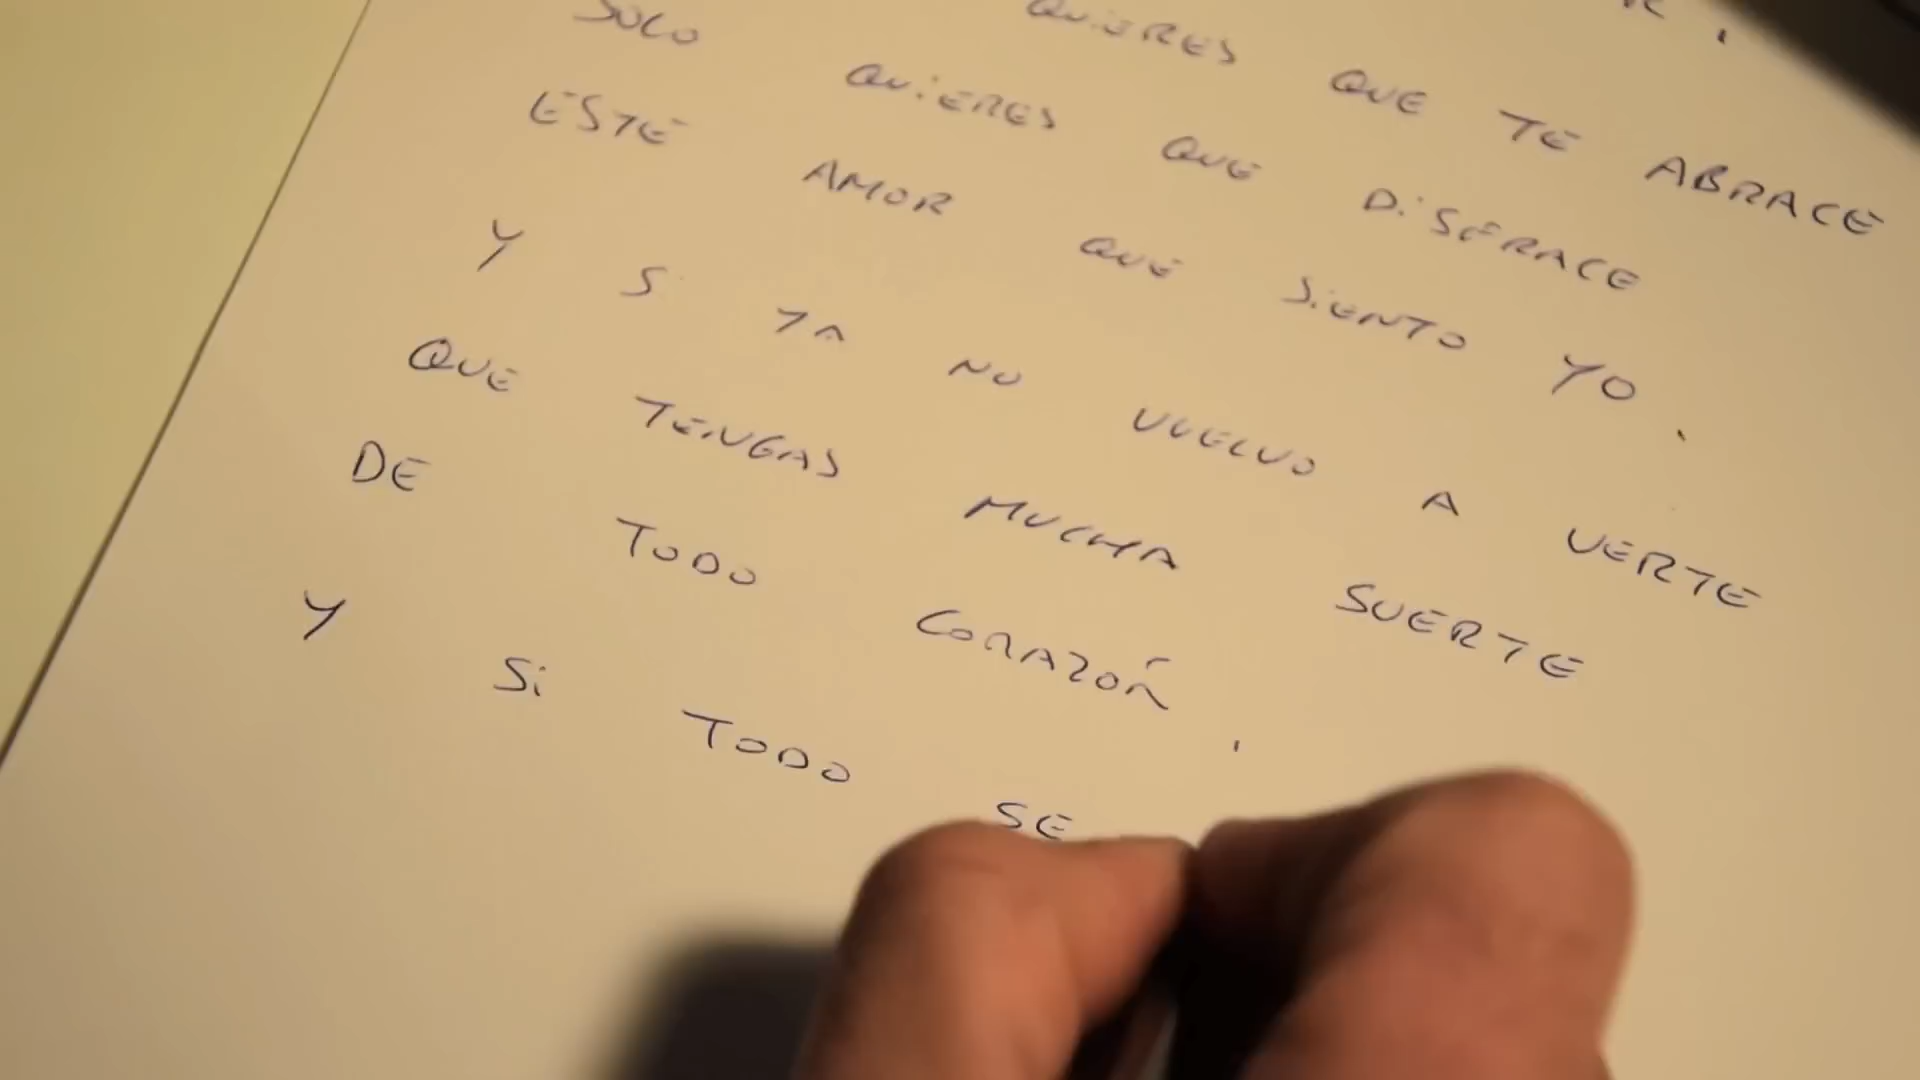 QUIERES QUE TE ABRACE
SOLO QUIERES QUE DISFRACE
ESTE AMOR QUE SIENTO YO.
Y S YA NO VUELVO A VERTE
QUE TENGAS MUCHA SUERTE
DE TODO CORAZÓN,
Y Si TODO SE